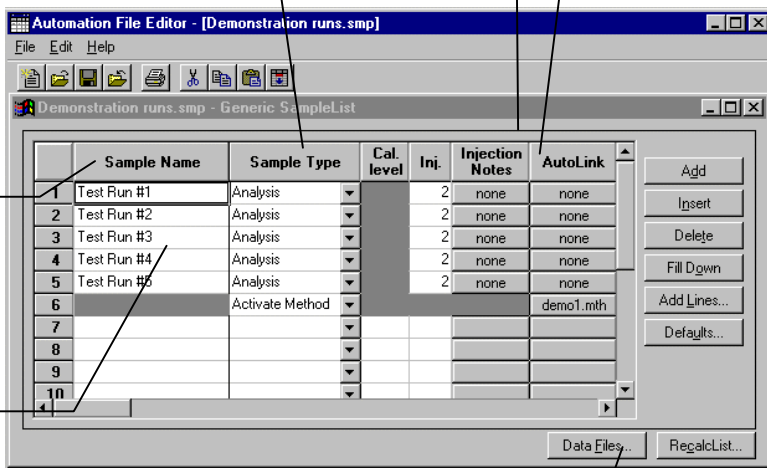 Automation File Editor - [Demonstration runs.smp]
File Edit Help
Demonstration runs.smp - Generic SampleList
Sample Name Sample Type Cal. level Inj. Injection Notes AutoLink
1 Test Run #1 Analysis 2 none none
2 Test Run #2 Analysis 2 none none
3 Test Run #3 Analysis 2 none none
4 Test Run #4 Analysis 2 none none
5 Test Run #5 Analysis 2 none none
6 Activate Method demo1.mth
7
8
9
10
Add
Insert
Delete
Fill Down
Add Lines...
Defaults...
Data Files... RecalcList...